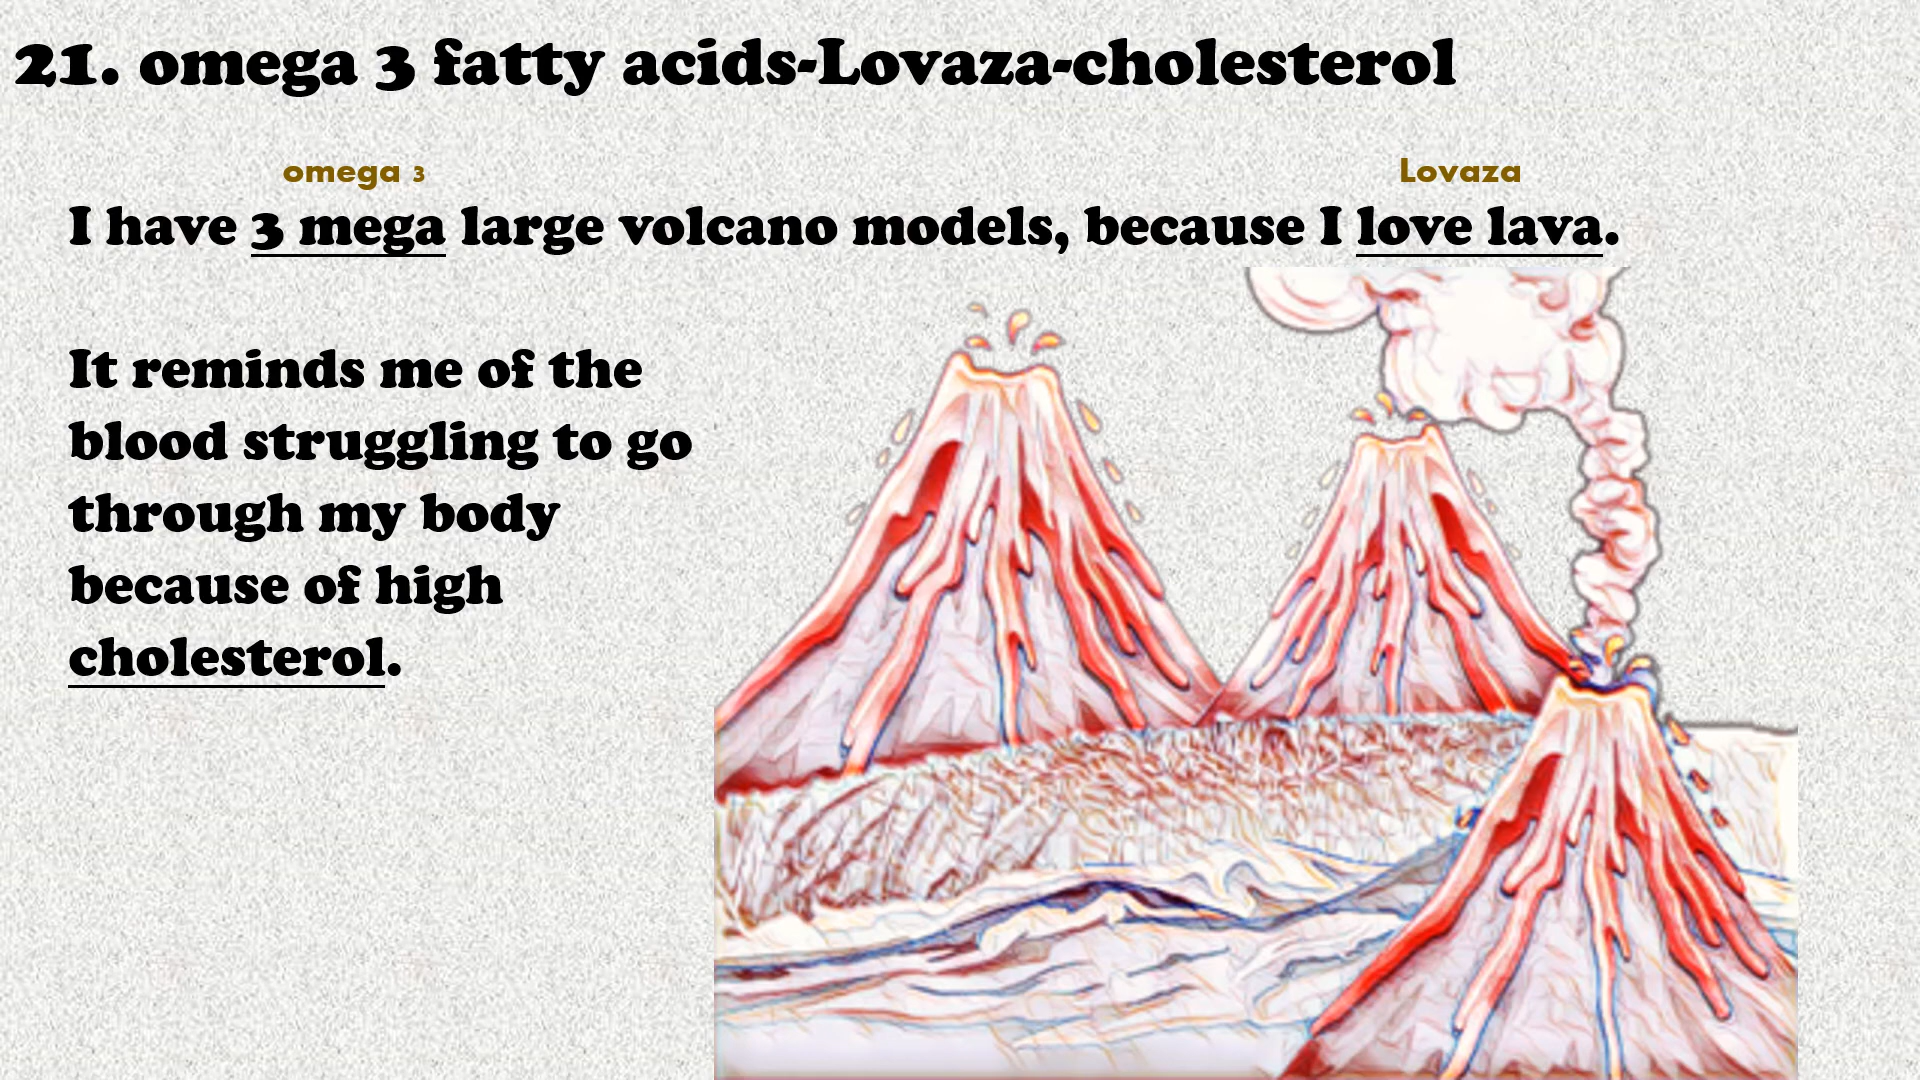 21. omega 3 fatty acids-Lovaza-cholesterol
omega 3 Lovaza
I have 3 mega large volcano models, because I love lava.
It reminds me of the
blood struggling to go
through my body
because of high
cholesterol.